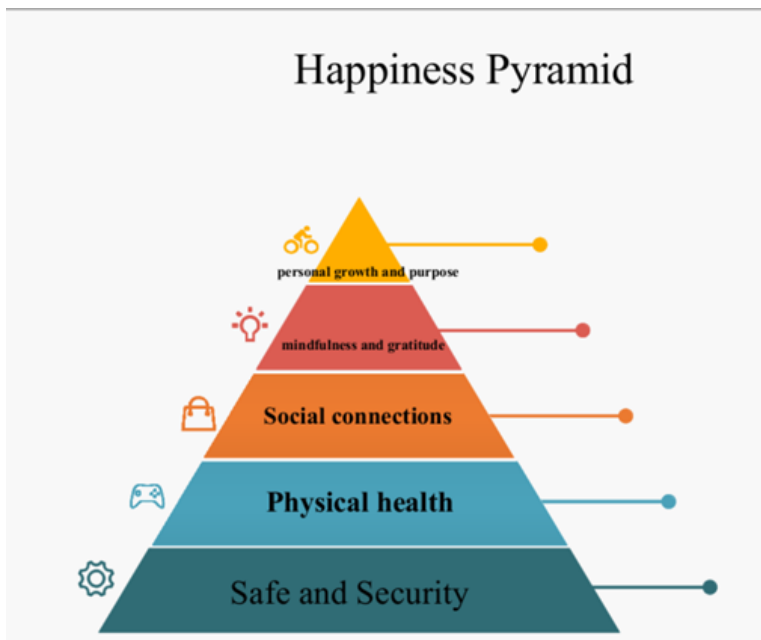 Happiness Pyramid
personal growth and purpose
mindfulness and gratitude
Social connections
Physical health
Safe and Security